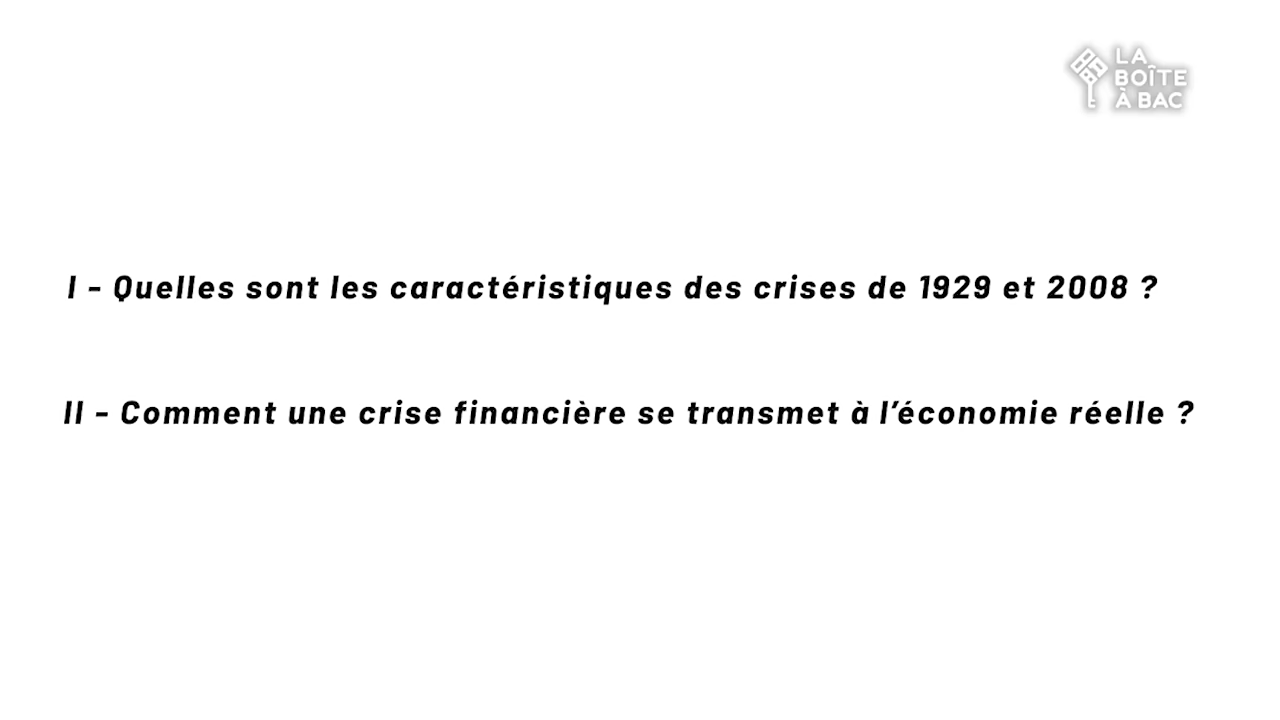 LA
BOÎTE
À BAC
I - Quelles sont les caractéristiques des crises de 1929 et 2008 ?
II - Comment une crise financière se transmet à l'économie réelle ?